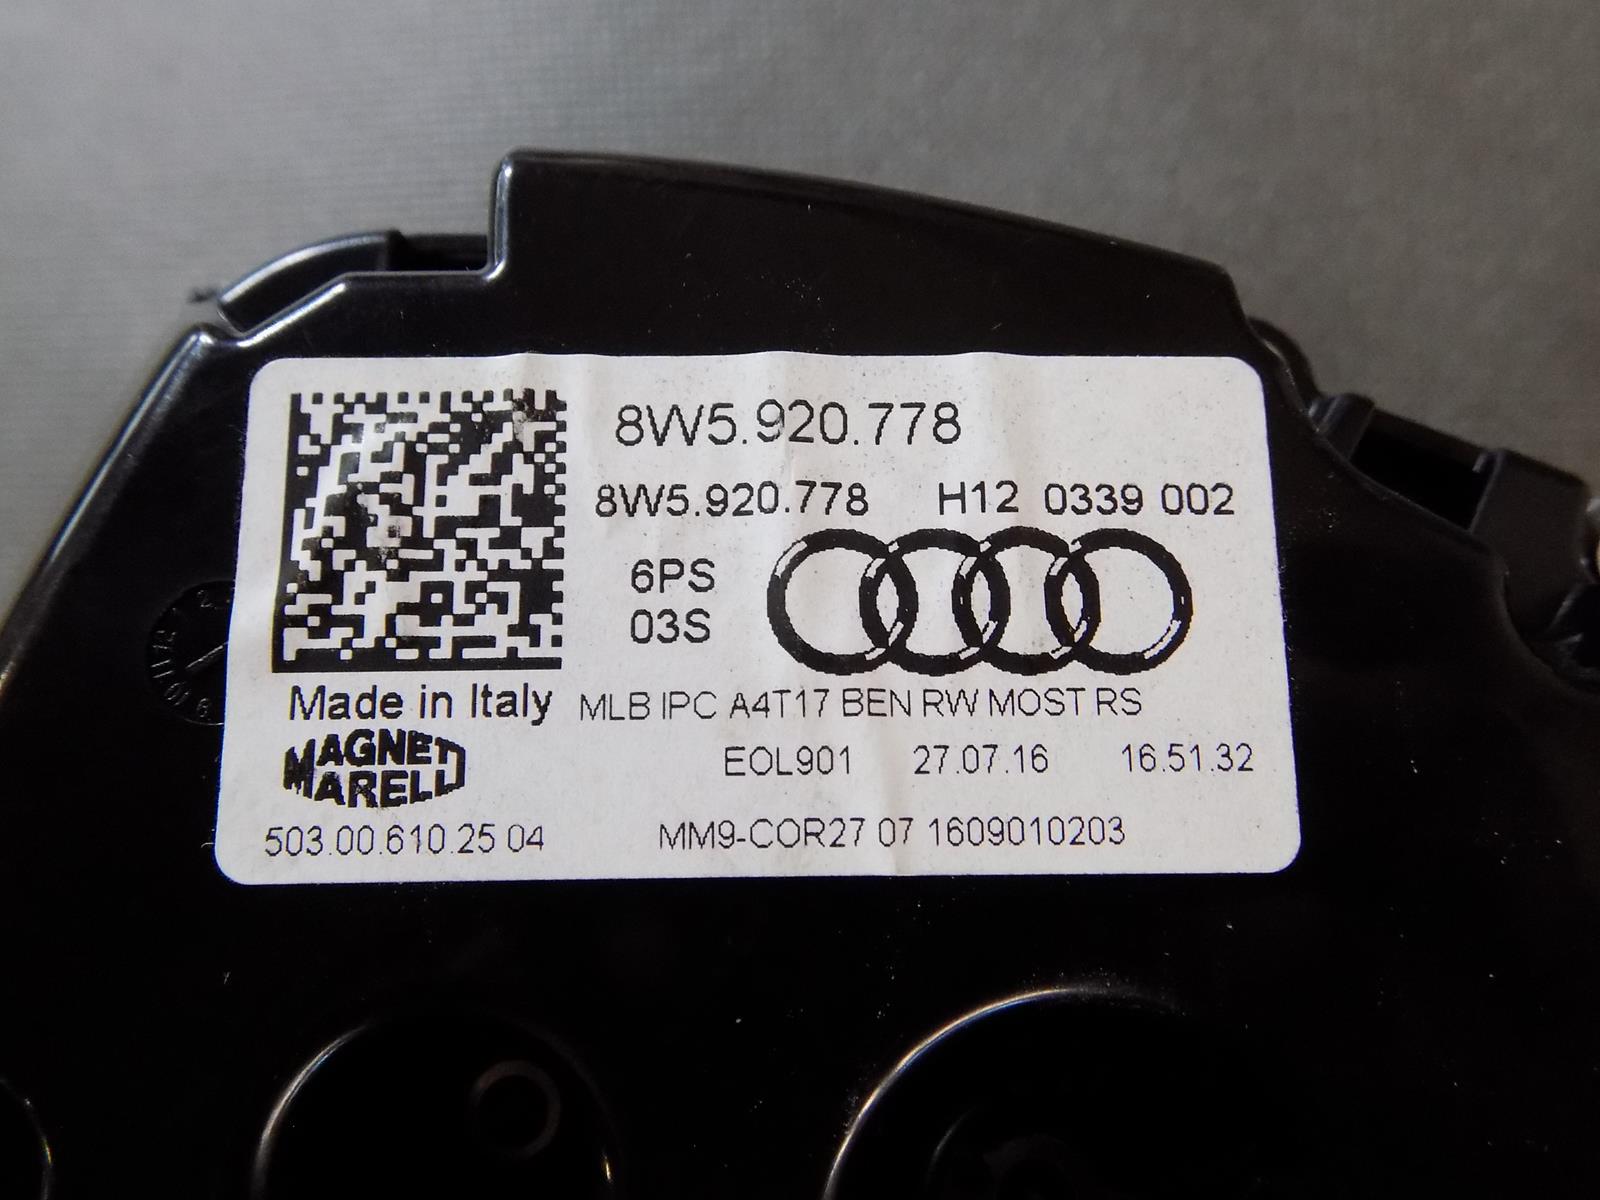 8W5.920.778
8W5.920.778 H12 0339 002
6PS
03S
Made in Italy MLB IPC A4T17 BEN RW MOST RS
MAGNETI
MARELLI
EOL901 27.07.16 16.51.32
503.00.610.25 04 MM9-COR27 07 1609010203